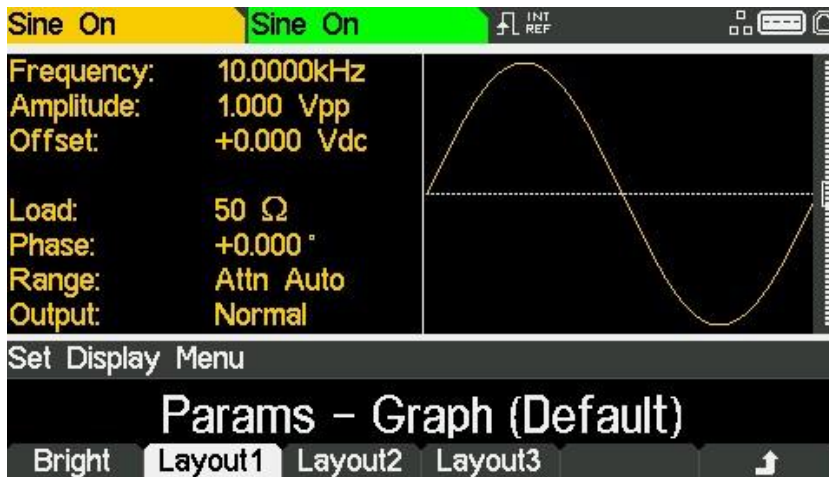 Sine On Sine On INT
REF
Frequency: 10.0000kHz
Amplitude: 1.000 Vpp
Offset: +0.000 Vdc
Load: 50 Ω
Phase: +0.000 °
Range: Attn Auto
Output: Normal
Set Display Menu
Params – Graph (Default)
Bright Layout1 Layout2 Layout3